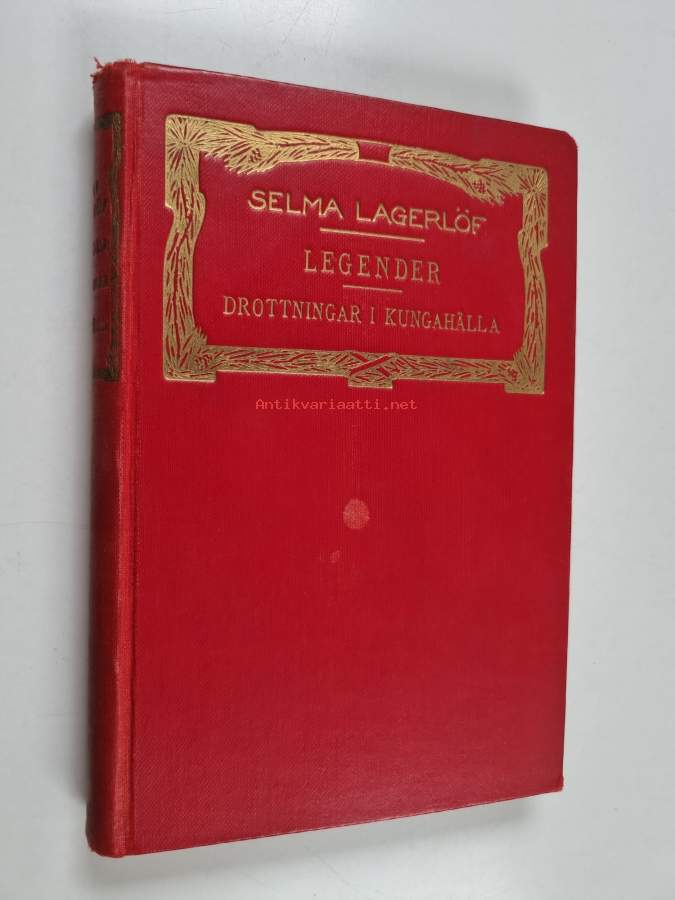 SELMA LAGERLÖF
LEGENDER
DROTTNINGAR I KUNGAHÄLLA
Antikvariaatti.net